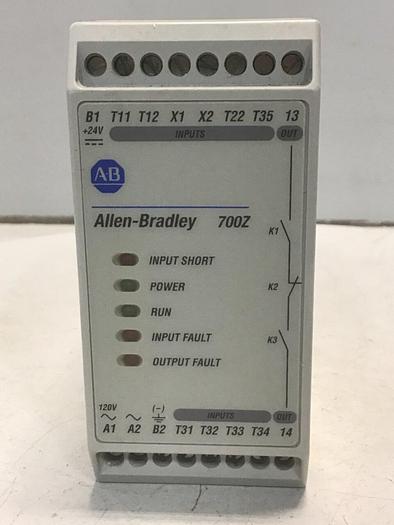 B1 T11 T12 X1 X2 T22 T35 13
+24V INPUTS OUT
A-B
Allen-Bradley 700Z
K1
INPUT SHORT
POWER
K2
RUN
INPUT FAULT
K3
OUTPUT FAULT
120V (-) INPUTS OUT
A1 A2 B2 T31 T32 T33 T34 14